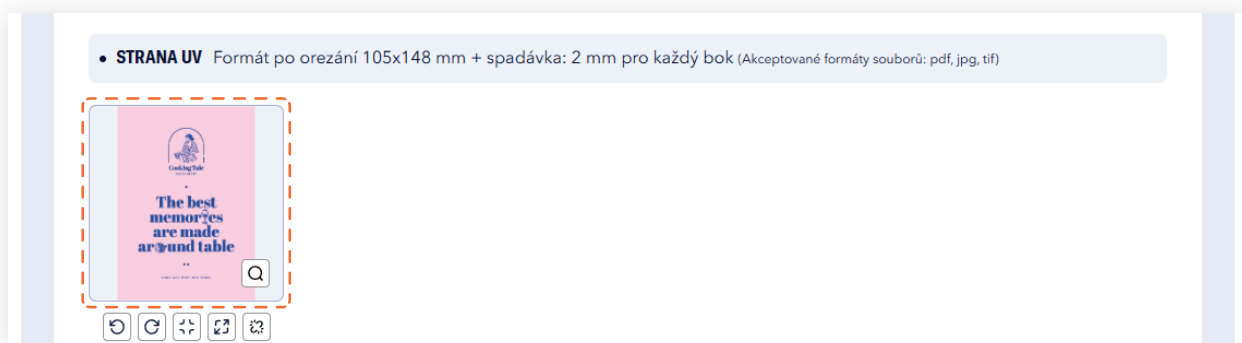 • STRANA UV Formát po orezání 105x148 mm + spadávka: 2 mm pro každý bok (Akceptované formáty souborů: pdf, jpg, tif)
Cooking Tale
The best
memories
are made
around table